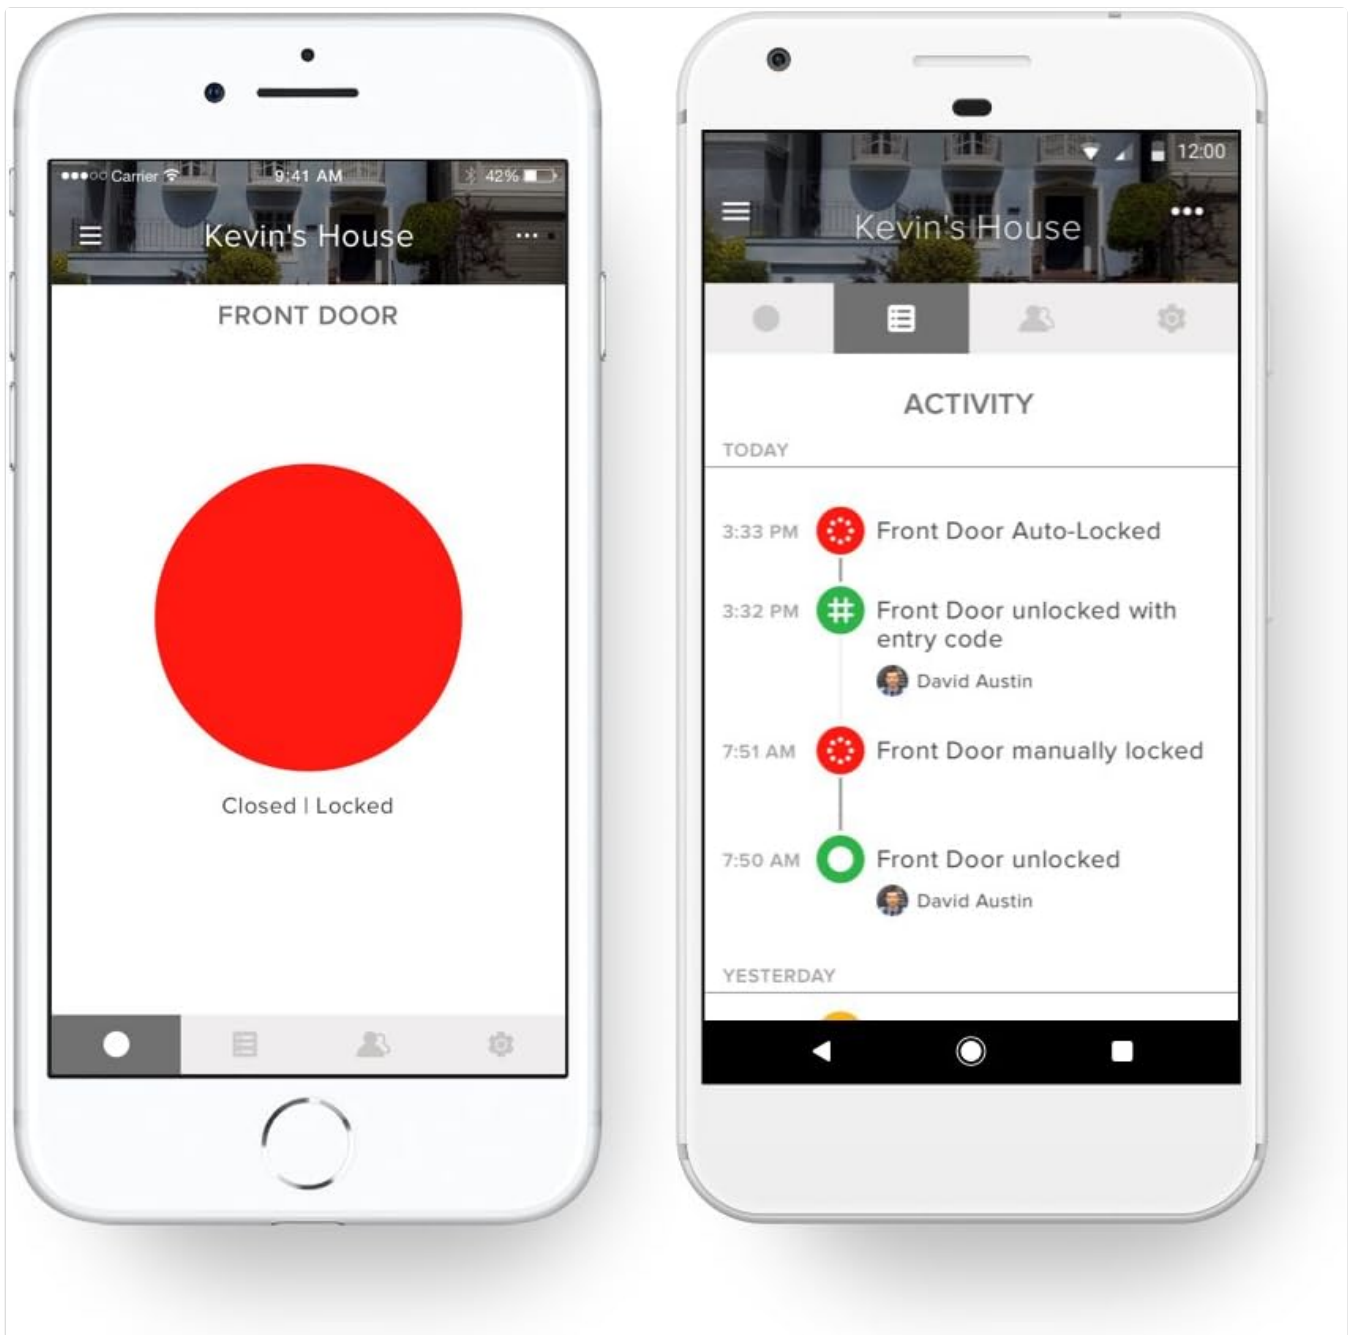 Carrier
9:41 AM
42%
Kevin's House
FRONT DOOR
Closed | Locked
12:00
Kevin's House
ACTIVITY
TODAY
3:33 PM
Front Door Auto-Locked
3:32 PM
Front Door unlocked with
entry code
David Austin
7:51 AM
Front Door manually locked
7:50 AM
Front Door unlocked
David Austin
YESTERDAY